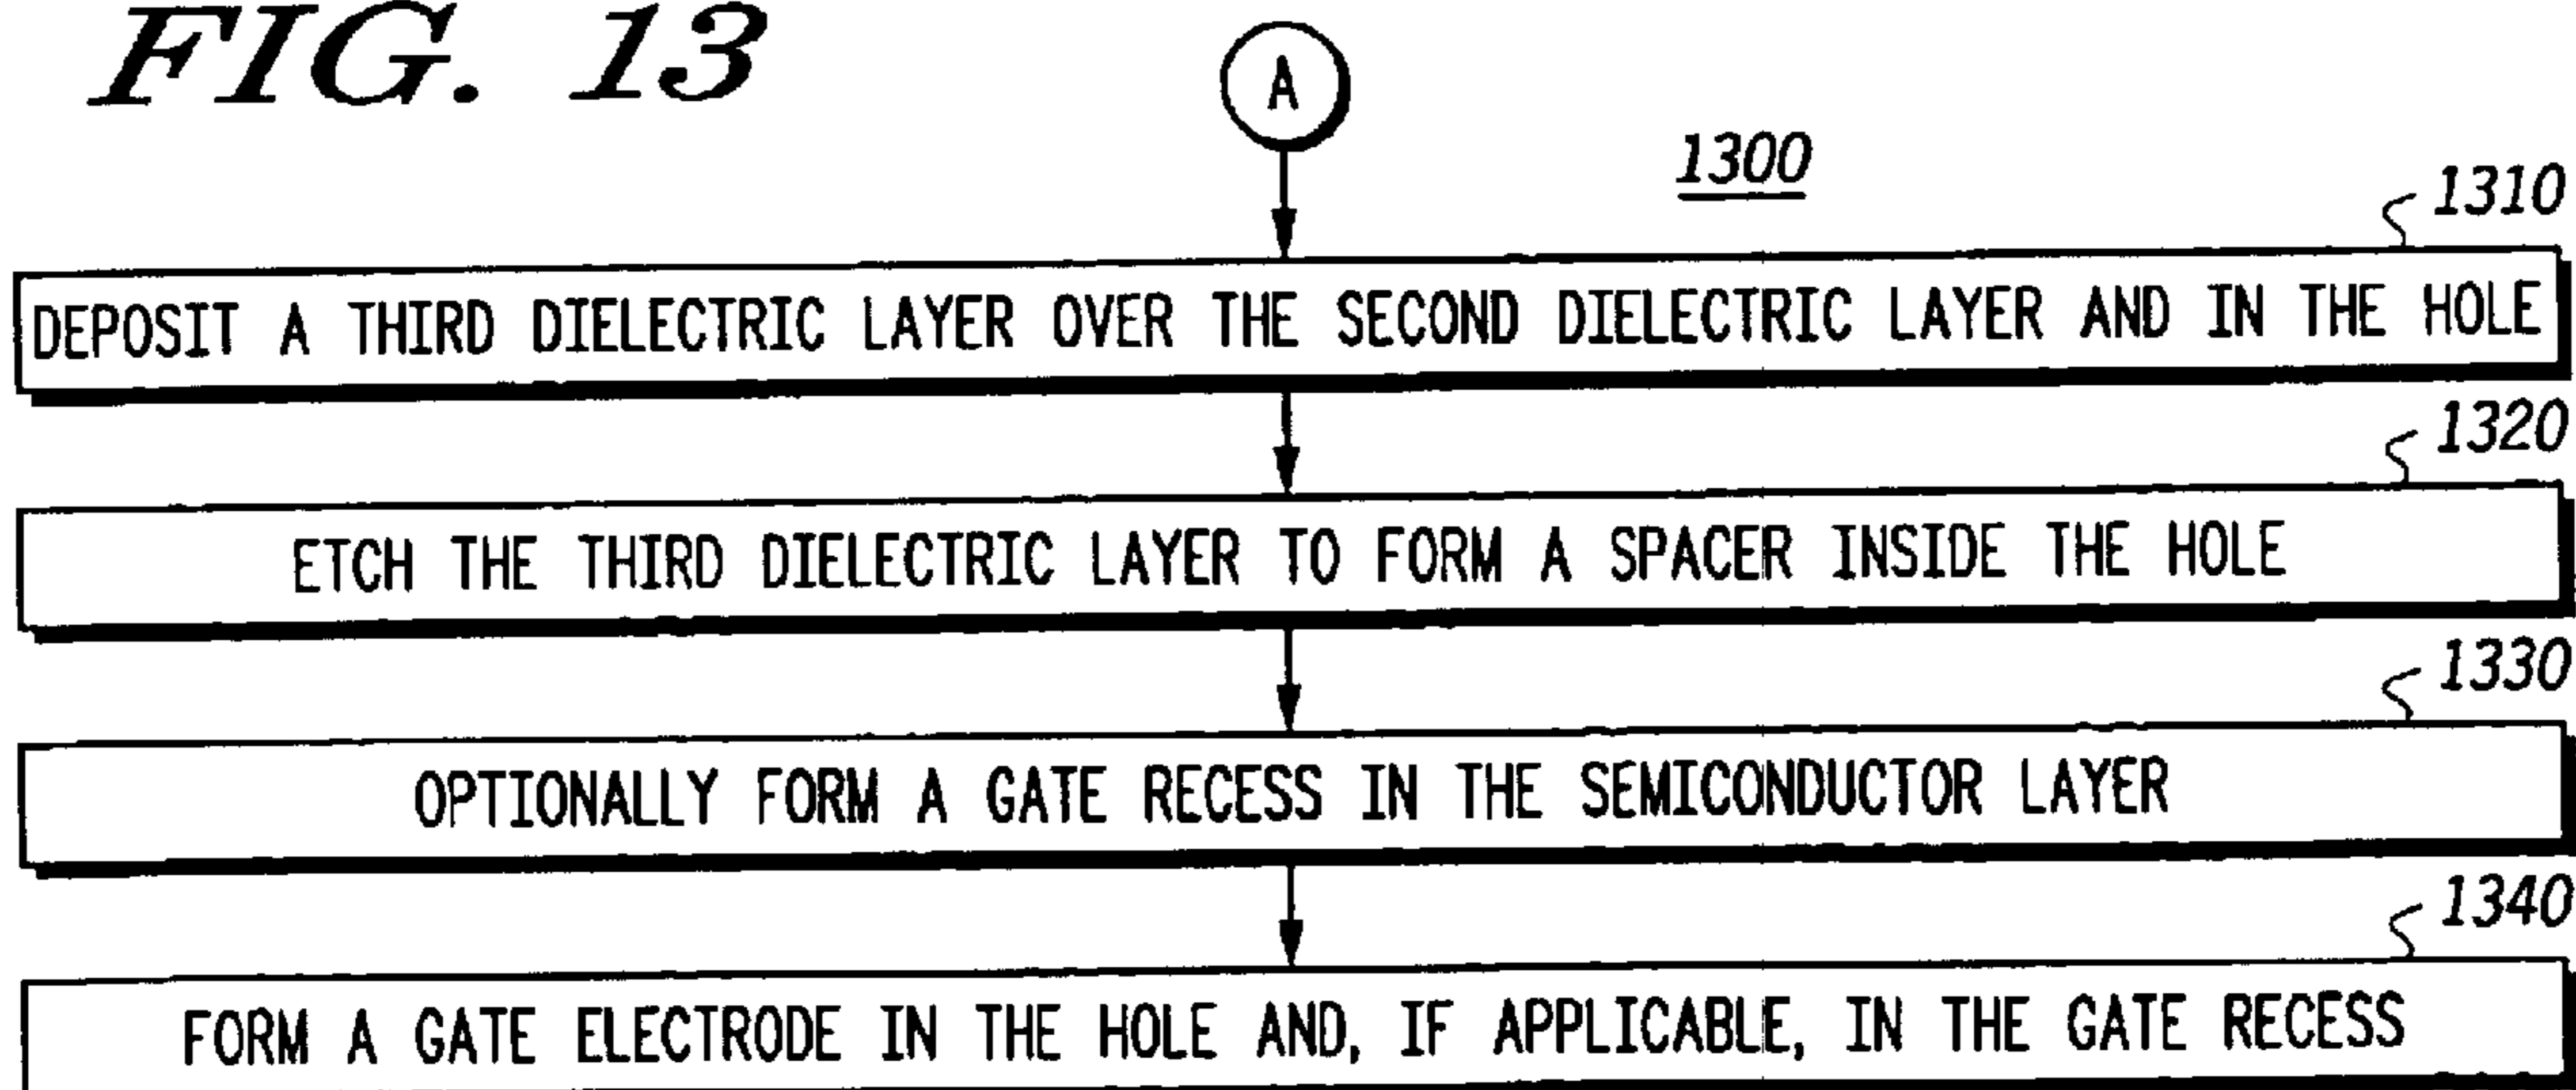 FIG. 13
A
1300
1310
DEPOSIT A THIRD DIELECTRIC LAYER OVER THE SECOND DIELECTRIC LAYER AND IN THE HOLE
1320
ETCH THE THIRD DIELECTRIC LAYER TO FORM A SPACER INSIDE THE HOLE
1330
OPTIONALLY FORM A GATE RECESS IN THE SEMICONDUCTOR LAYER
1340
FORM A GATE ELECTRODE IN THE HOLE AND, IF APPLICABLE, IN THE GATE RECESS